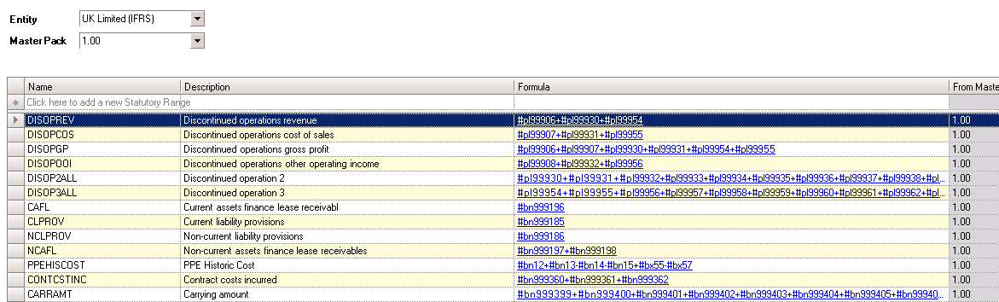 Entity UK Limited (IFRS)
Master Pack 1.00
Name Description Formula From Maste
Click here to add a new Statutory Range
DISOPREV Discontinued operations revenue #pl99906+#pl99930+#pl99954 1.00
DISOPCOS Discontinued operations cost of sales #pl99907+#pl99931+#pl99955 1.00
DISOPGP Discontinued operations gross profit #pl99906+#pl99907+#pl99930+#pl99931+#pl99954+#pl99955 1.00
DISOPOOI Discontinued operations other operating income #pl99908+#pl99932+#pl99956 1.00
DISOP2ALL Discontinued operation 2 #pl99930+#pl99931+#pl99932+#pl99933+#pl99934+#pl99935+#pl99936+#pl99937+#pl99938+#pl... 1.00
DISOP3ALL Discontinued operation 3 #pl99954+#pl99955+#pl99956+#pl99957+#pl99958+#pl99959+#pl99960+#pl99961+#pl99962+#pl... 1.00
CAFL Current assets finance lease receivabl #bn999196 1.00
CLPROV Current liability provisions #bn999185 1.00
NCLPROV Non-current liability provisions #bn999186 1.00
NCAFL Non-current assets finance lease receivables #bn999197+#bn999198 1.00
PPEHISCOST PPE Historic Cost #bn12+#bn13-#bn14-#bn15+#bx55-#bx57 1.00
CONTCSTINC Contract costs incurred #bn999360+#bn999361+#bn999362 1.00
CARRAMT Carrying amount #bn999399+#bn999400+#bn999401+#bn999402+#bn999403+#bn999404+#bn999405+#bn99940... 1.00